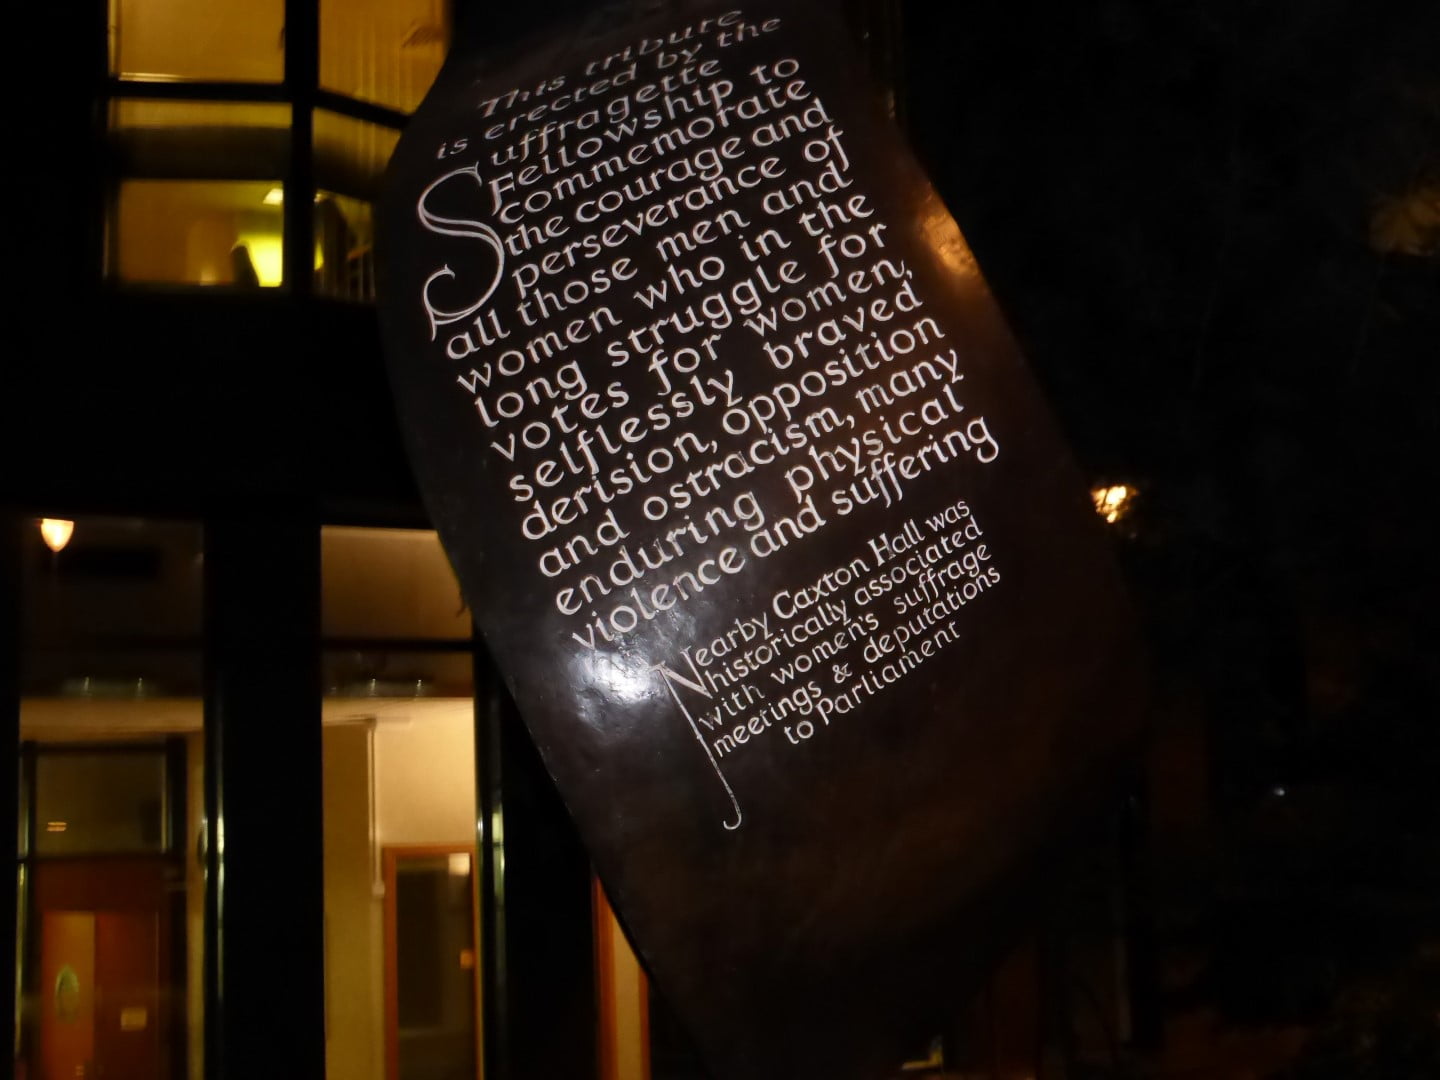 This tribute
is erected by the
Suffragette
Fellowship to
commemorate
the courage and
perseverance of
all those men and
women who in the
long struggle for
votes for women,
selflessly braved
derision, opposition
and ostracism, many
enduring physical
violence and suffering
Nearby Caxton Hall was
historically associated
with women's suffrage
meetings & deputations
to Parliament